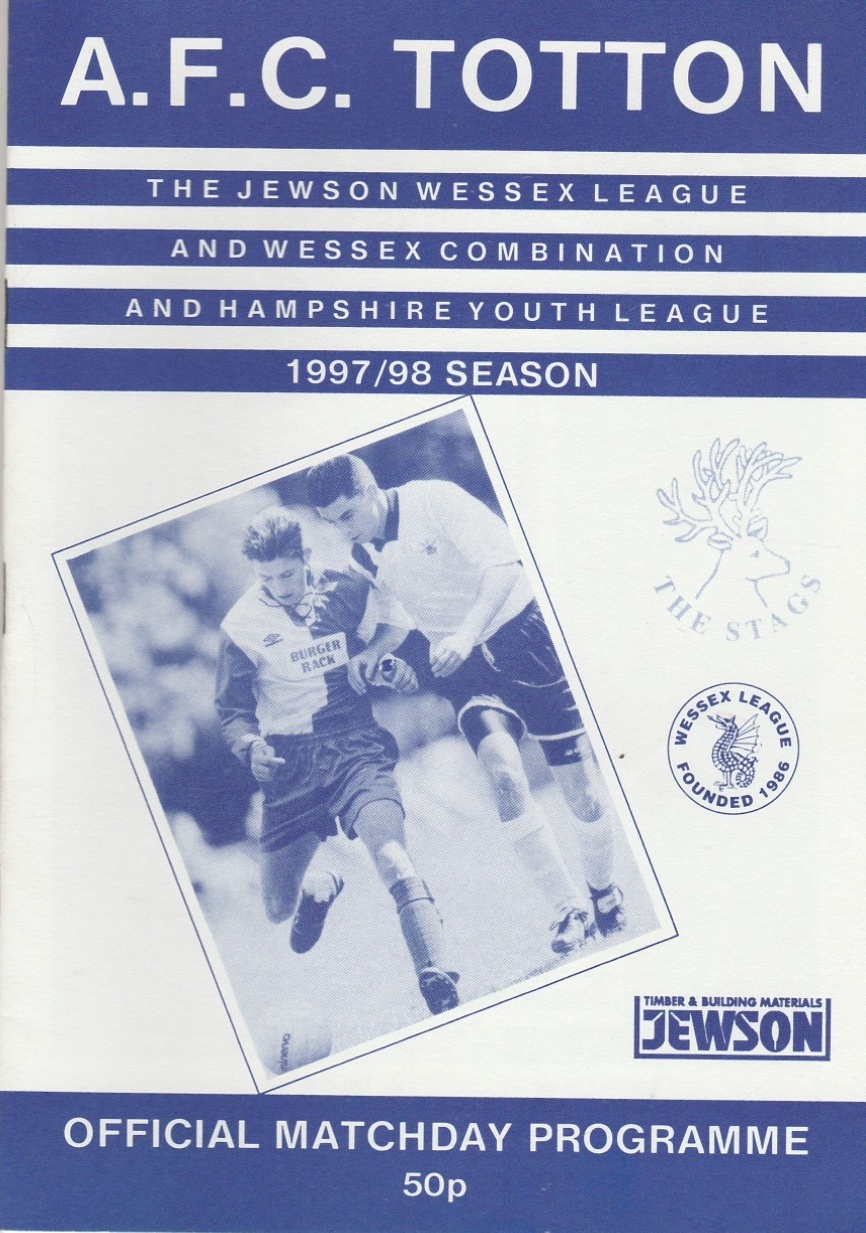 A.F.C. TOTTON
THE JEWSON WESSEX LEAGUE
AND WESSEX COMBINATION
AND HAMPSHIRE YOUTH LEAGUE
1997/98 SEASON
THE STAGS
BURGER
RACK
WESSEX LEAGUE
FOUNDED 1986
TIMBER & BUILDING MATERIALS
JEWSON
OFFICIAL MATCHDAY PROGRAMME
50p